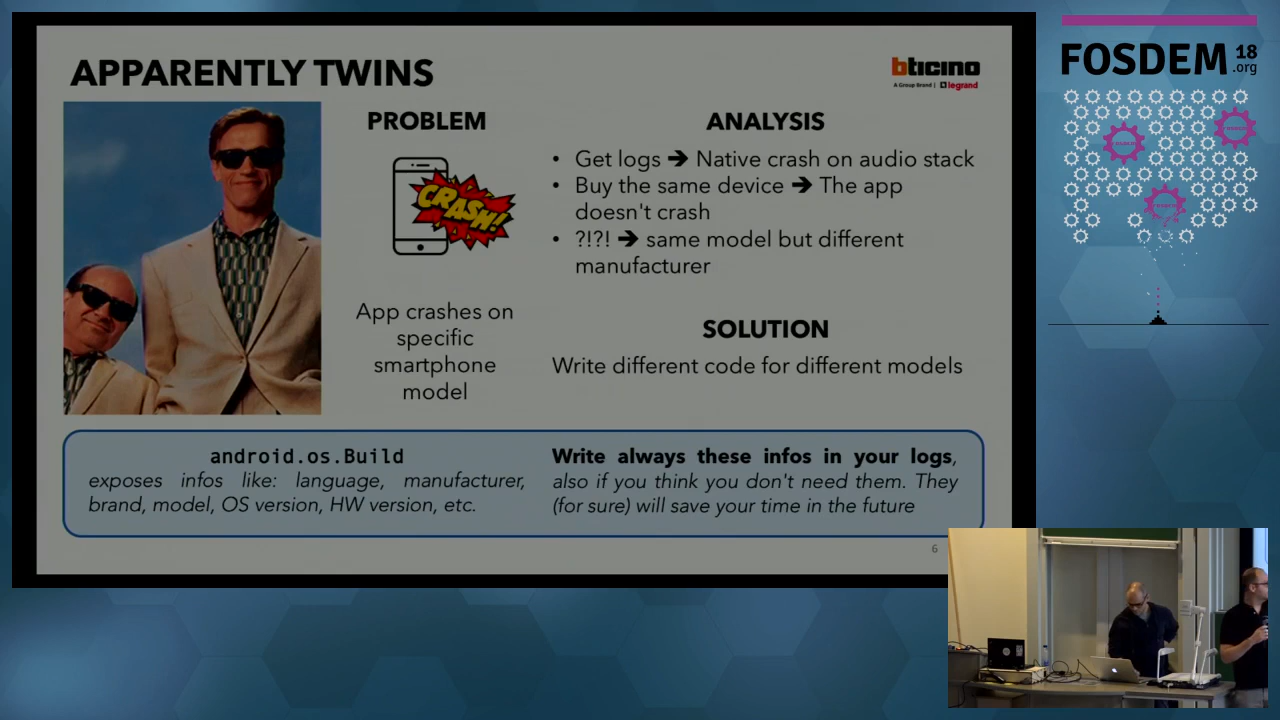 APPARENTLY TWINS
bticino
A Group Brand | legrand
PROBLEM
CRASH!
App crashes on
specific
smartphone
model
ANALYSIS
• Get logs ➔ Native crash on audio stack
• Buy the same device ➔ The app
doesn't crash
• ?!?! ➔ same model but different
manufacturer
SOLUTION
Write different code for different models
android.os.Build
exposes infos like: language, manufacturer,
brand, model, OS version, HW version, etc.
Write always these infos in your logs,
also if you think you don't need them. They
(for sure) will save your time in the future
6
FOSDEM 18
.org